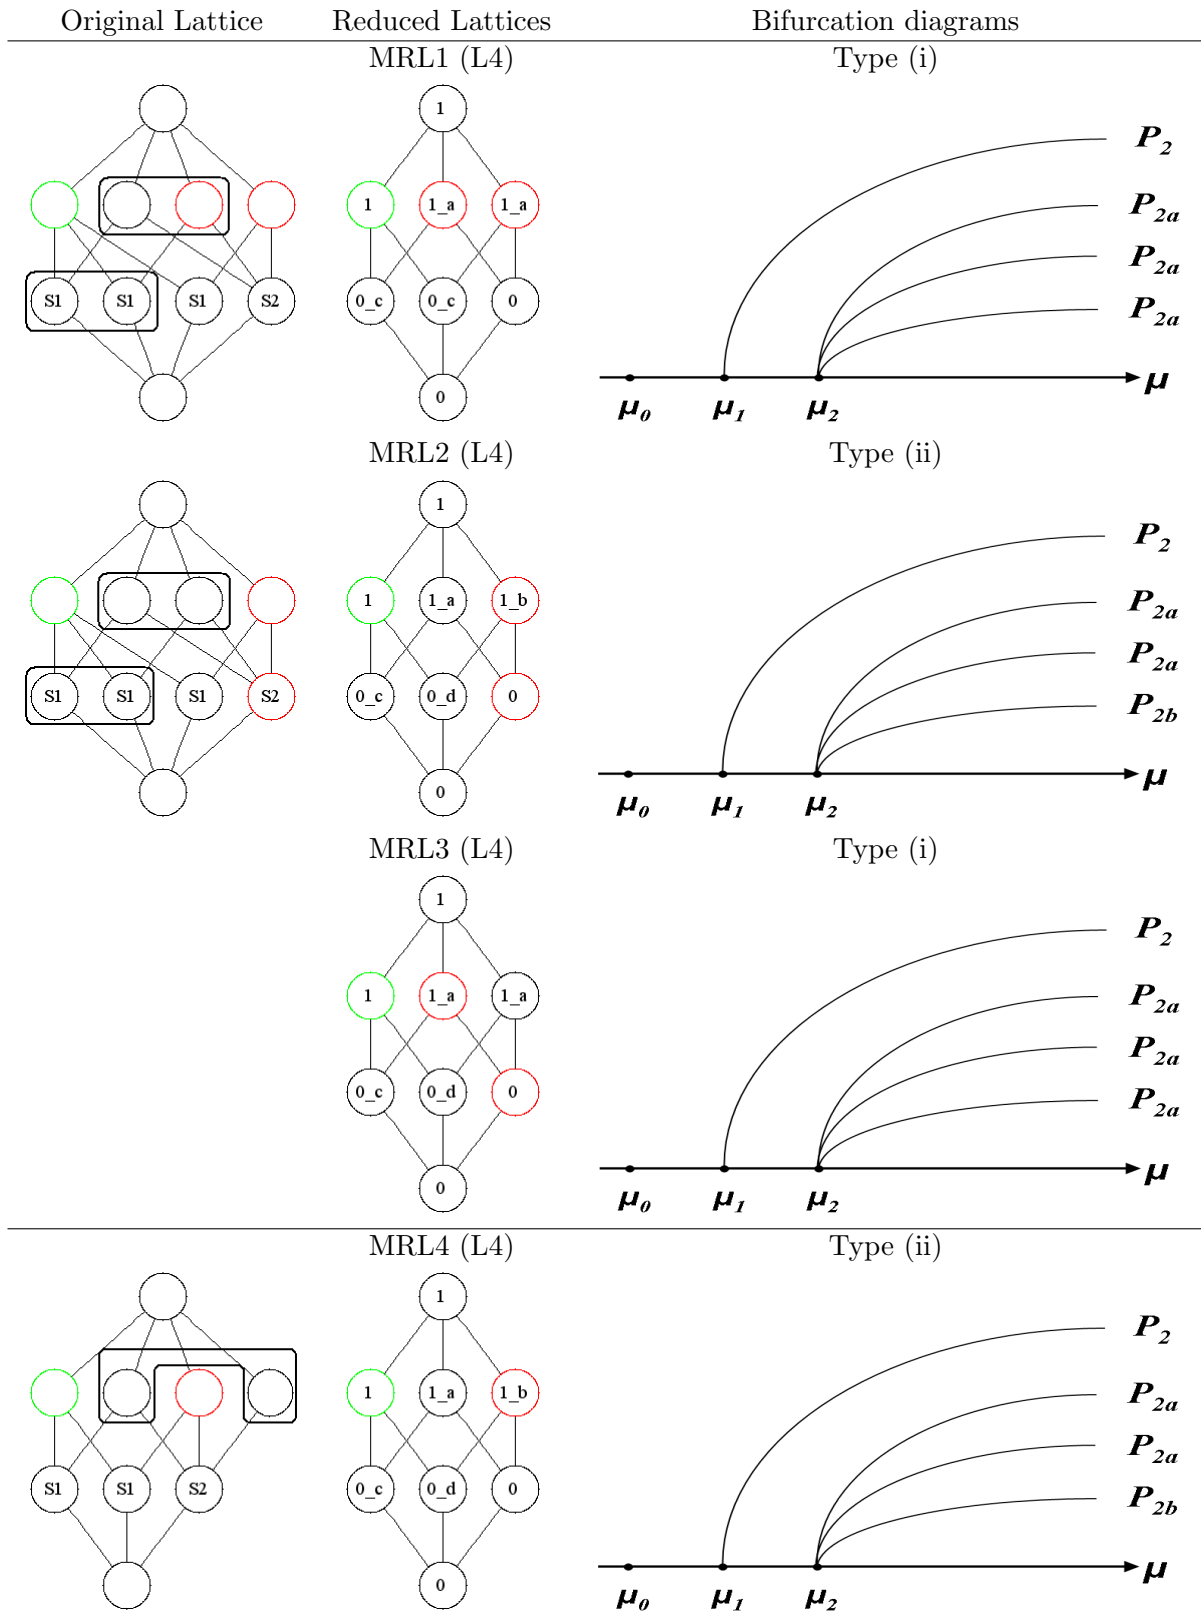 Original Lattice Reduced Lattices Bifurcation diagrams
MRL1 (L4) Type (i)
1
P2
1 1_a 1_a
P2a
P2a
S1 S1 S1 S2 0_c 0_c 0
P2a
0
μ0 μ1 μ2 μ
MRL2 (L4) Type (ii)
1
P2
1 1_a 1_b
P2a
P2a
S1 S1 S1 S2 0_c 0_d 0
P2b
0
μ0 μ1 μ2 μ
MRL3 (L4) Type (i)
1
P2
1 1_a 1_a
P2a
P2a
0_c 0_d 0
P2a
0
μ0 μ1 μ2 μ
MRL4 (L4) Type (ii)
1
P2
1 1_a 1_b
P2a
P2a
S1 S1 S2 0_c 0_d 0
P2b
0
μ0 μ1 μ2 μ